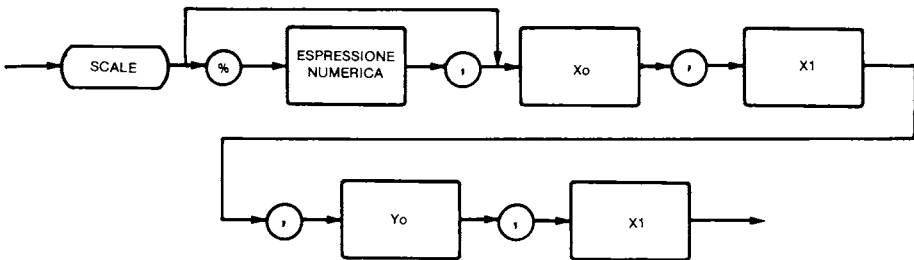 SCALE % ESPRESSIONE NUMERICA , Xo , X1
, Yo , X1